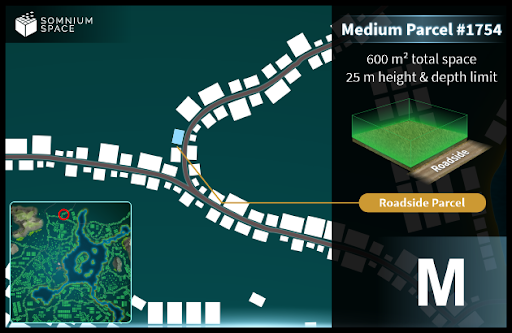 SOMNIUM
SPACE
Medium Parcel #1754
600 m² total space
25 m height & depth limit
Roadside
Roadside Parcel
M